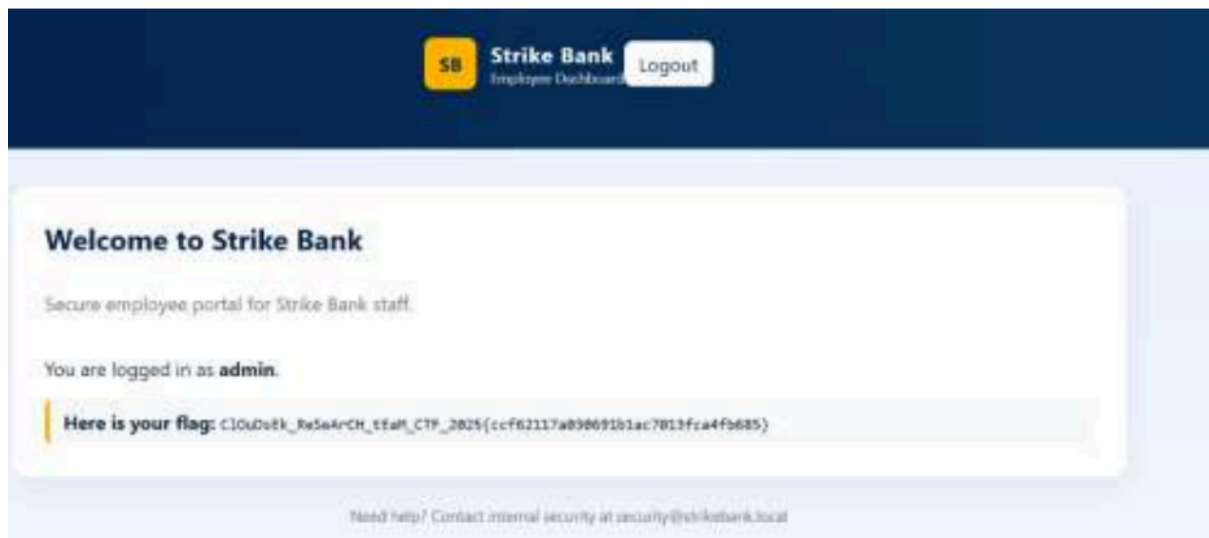 SB
Strike Bank
Employee Dashboard
Logout
Welcome to Strike Bank
Secure employee portal for Strike Bank staff.
You are logged in as admin.
Here is your flag:
Need help? Contact internal security at security@strikebank.local